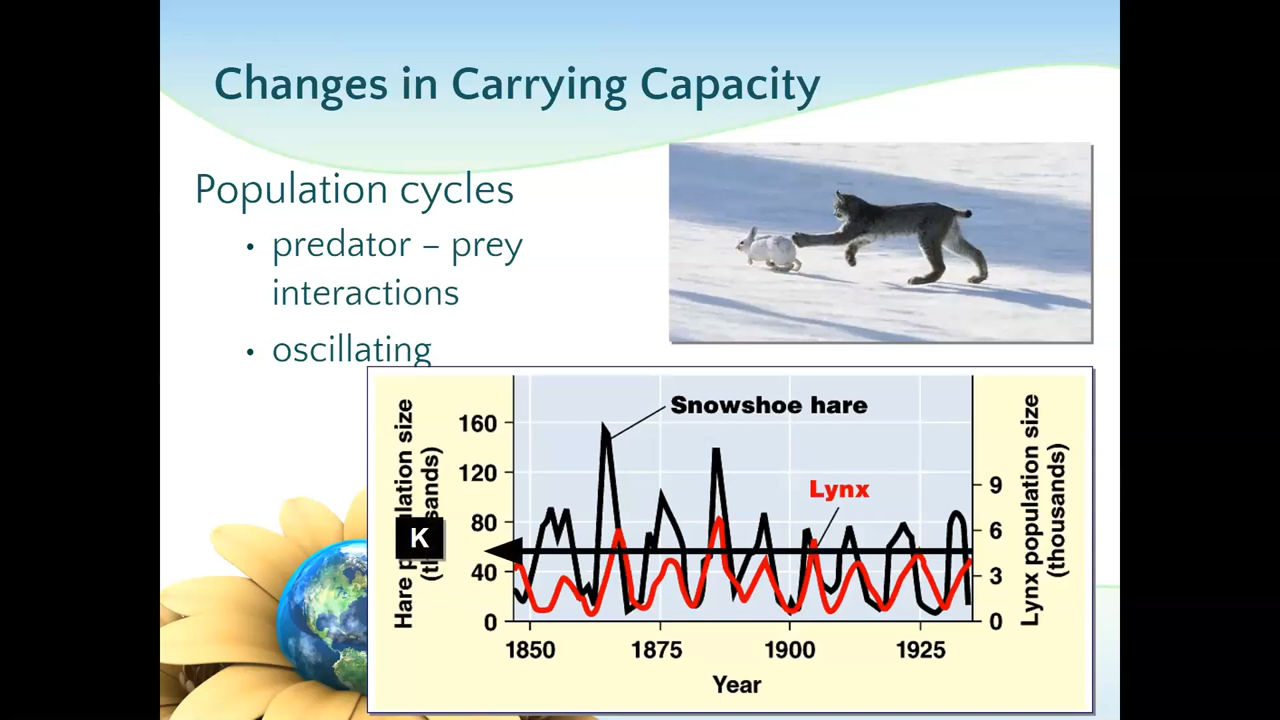 Changes in Carrying Capacity
Population cycles
• predator – prey
interactions
• oscillating
Snowshoe hare
Lynx
Hare population size
(thousands)
160
120
80
40
0
K
9
6
3
0
Lynx population size
(thousands)
1850 1875 1900 1925
Year